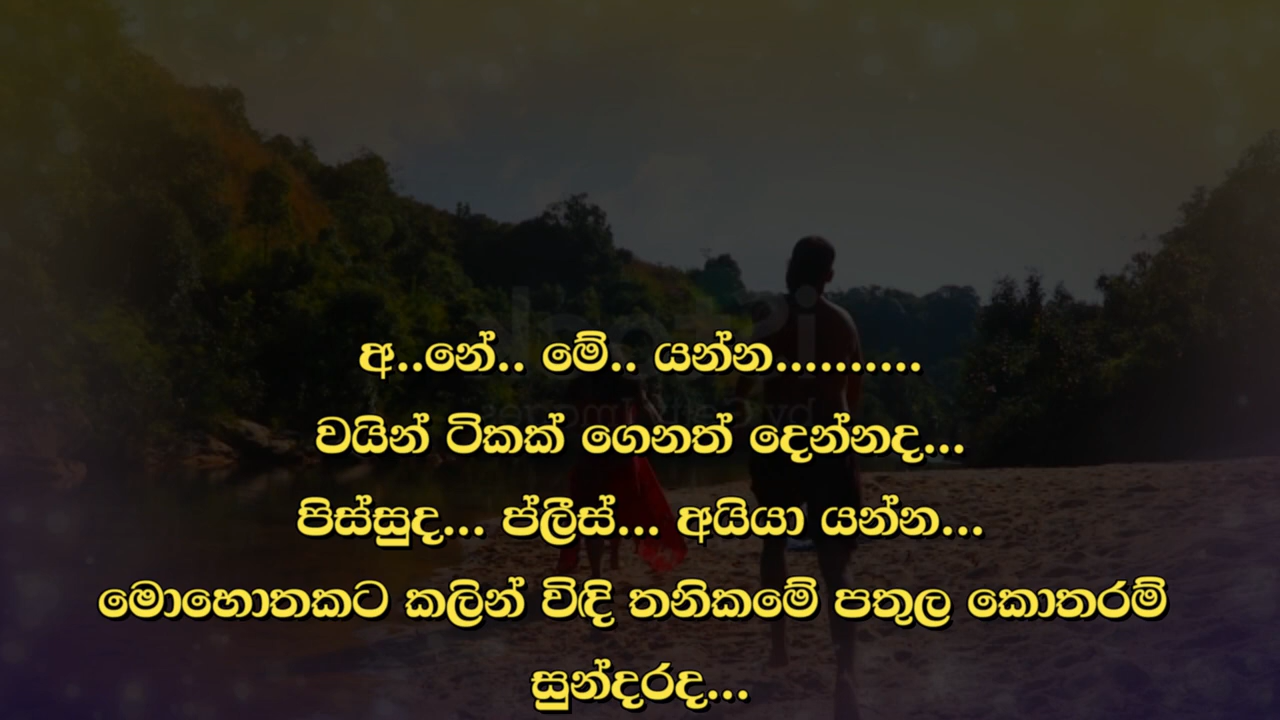 අ..නේ.. මේ.. යන්න..........
වයින් ටිකක් ගෙනත් දෙන්නද...
පිස්සුද... ප්ලීස්... අයියා යන්න...
මොහොතකට කලින් විඳි තනිකමේ පතුල කොතරම්
සුන්දරද...